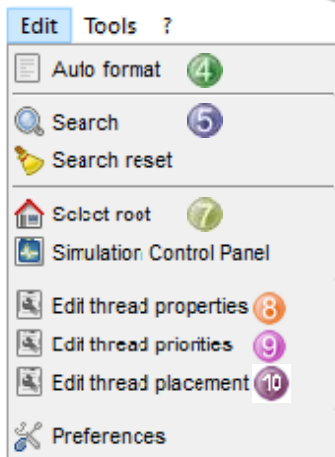 Edit Tools ?
Auto format 4
Search 5
Search reset
Select root 7
Simulation Control Panel
Edit thread properties 8
Edit thread priorities 9
Edit thread placement 10
Preferences